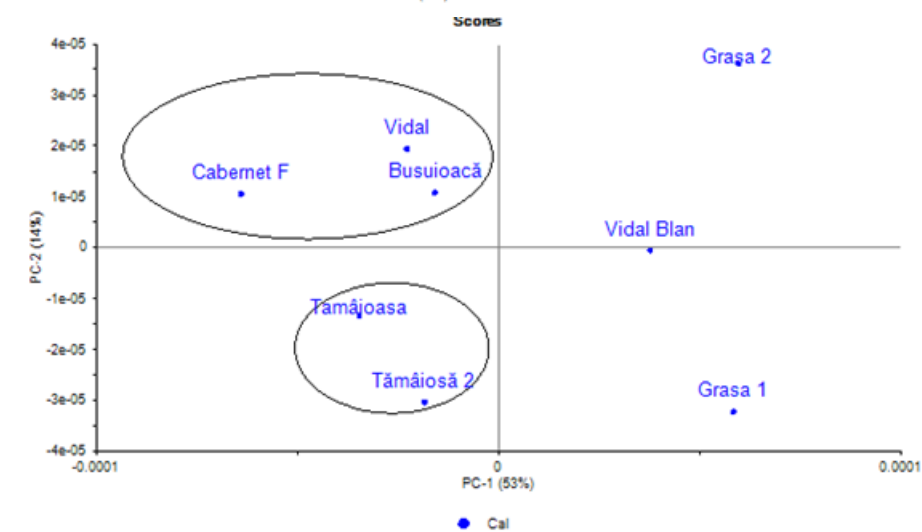 Scores
4e-05
3e-05
2e-05
1e-05
0
-1e-05
-2e-05
-3e-05
-4e-05
PC-2 (14%)
Grasa 2
Vidal
Cabernet F
Busuioacă
Vidal Blan
Tamâjoasa
Tămâiosă 2
Grasa 1
-0.0001
0
0.0001
PC-1 (53%)
Cal